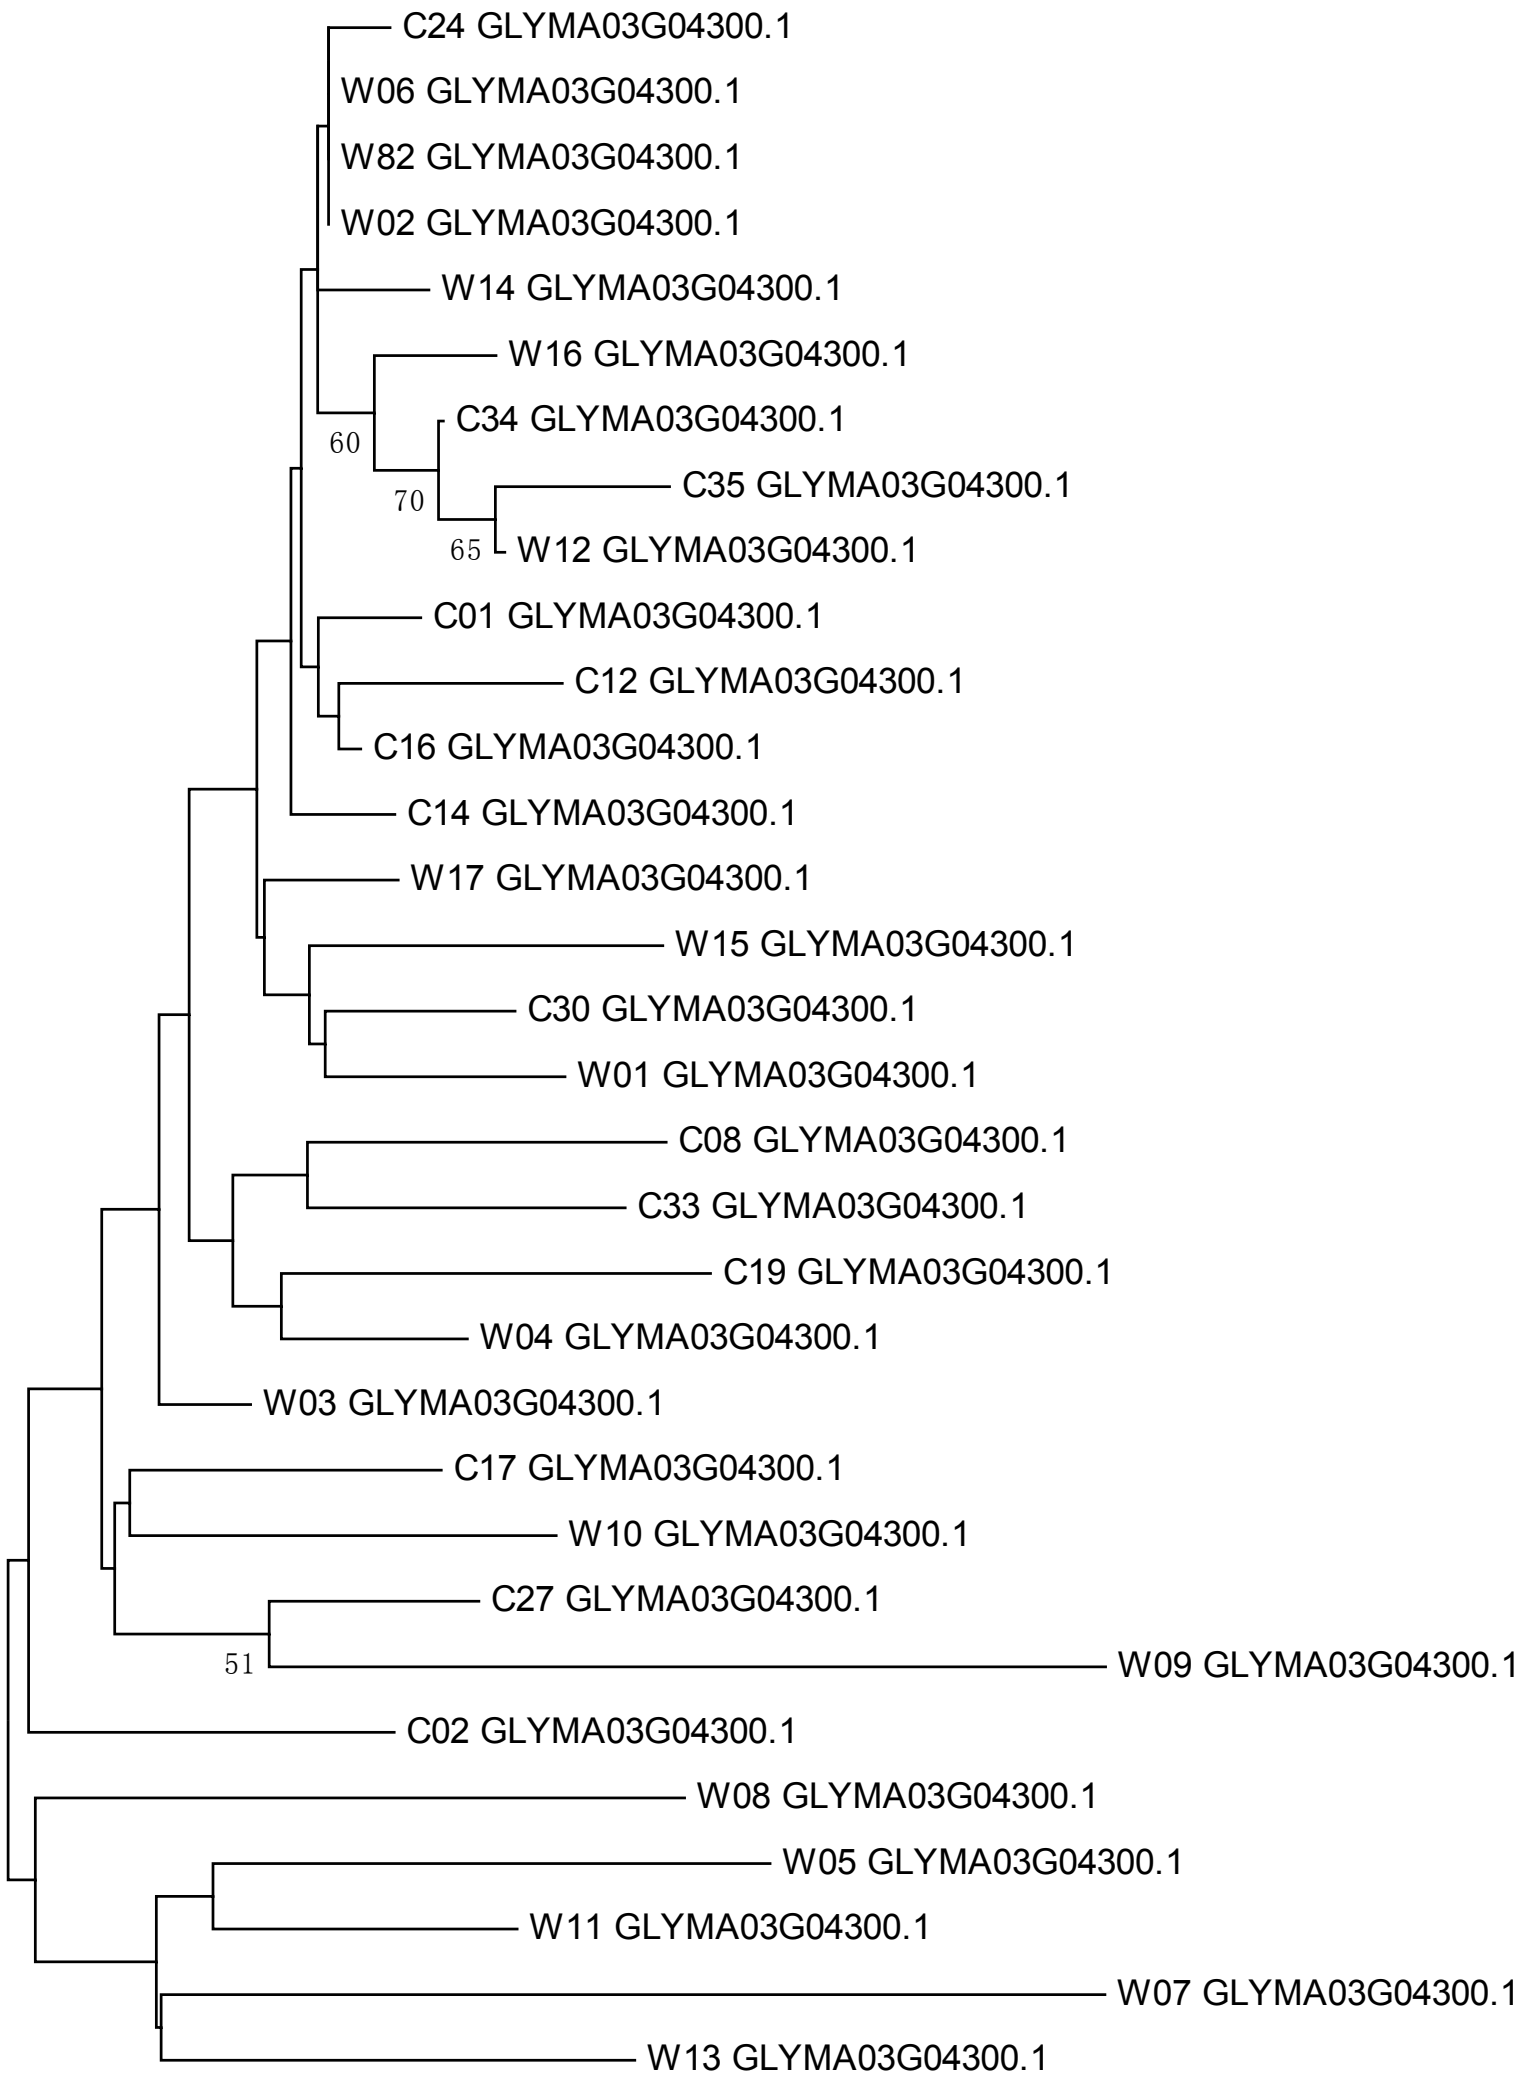 C24 GLYMA03G04300.1
W06 GLYMA03G04300.1
W82 GLYMA03G04300.1
W02 GLYMA03G04300.1
W14 GLYMA03G04300.1
W16 GLYMA03G04300.1
C34 GLYMA03G04300.1
60
C35 GLYMA03G04300.1
70
W12 GLYMA03G04300.1
65
C01 GLYMA03G04300.1
C12 GLYMA03G04300.1
C16 GLYMA03G04300.1
C14 GLYMA03G04300.1
W17 GLYMA03G04300.1
W15 GLYMA03G04300.1
C30 GLYMA03G04300.1
W01 GLYMA03G04300.1
C08 GLYMA03G04300.1
C33 GLYMA03G04300.1
C19 GLYMA03G04300.1
W04 GLYMA03G04300.1
W03 GLYMA03G04300.1
C17 GLYMA03G04300.1
W10 GLYMA03G04300.1
C27 GLYMA03G04300.1
51
W09 GLYMA03G04300.1
C02 GLYMA03G04300.1
W08 GLYMA03G04300.1
W05 GLYMA03G04300.1
W11 GLYMA03G04300.1
W07 GLYMA03G04300.1
W13 GLYMA03G04300.1